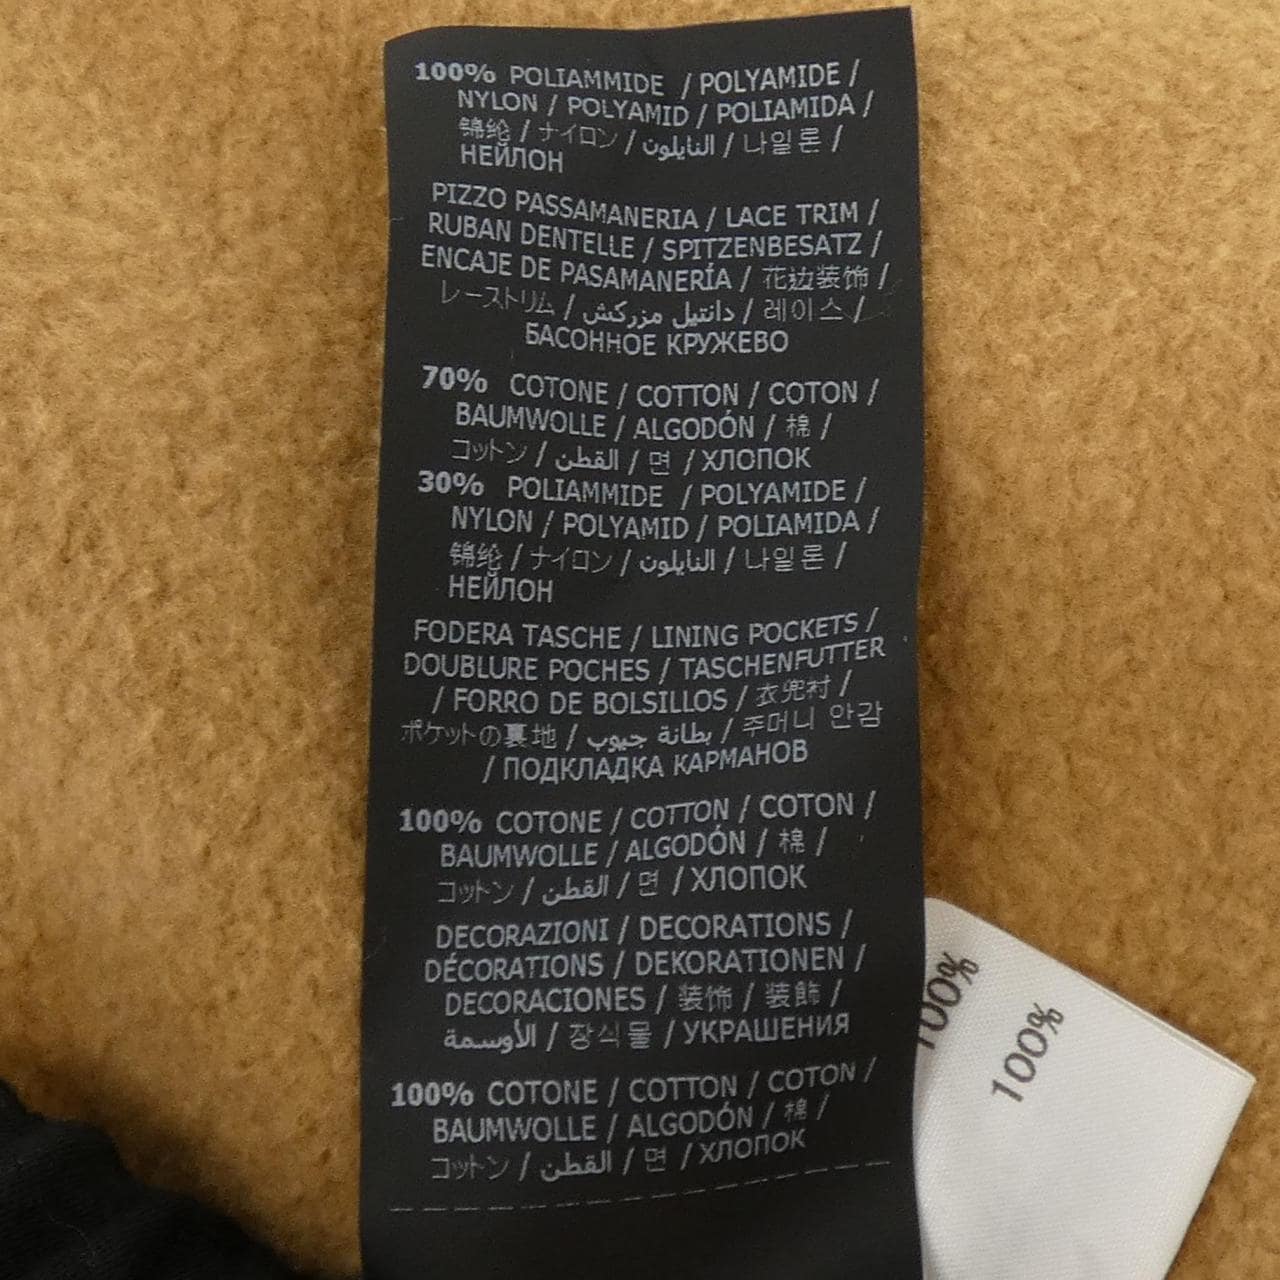 100% POLIAMMIDE / POLYAMIDE /
NYLON / POLYAMID / POLIAMIDA /
锦纶 / ナイロン / النايلون / 나일론 /
НЕЙЛОН
PIZZO PASSAMANERIA / LACE TRIM /
RUBAN DENTELLE / SPITZENBESATZ /
ENCAJE DE PASAMANERÍA / 花边装饰 /
レーストリム / دانتيل مزركش / 레이스 /
БАСОННОЕ КРУЖЕВО
70% COTONE / COTTON / COTON /
BAUMWOLLE / ALGODÓN / 棉 /
コットン / القطن / 면 / ХЛОПОК
30% POLIAMMIDE / POLYAMIDE /
NYLON / POLYAMID / POLIAMIDA /
锦纶 / ナイロン / النايلون / 나일론 /
НЕЙЛОН
FODERA TASCHE / LINING POCKETS /
DOUBLURE POCHES / TASCHENFUTTER
/ FORRO DE BOLSILLOS / 衣兜衬 /
ポケットの裏地 / بطانة جيوب / 주머니 안감
/ ПОДКЛАДКА КАРМАНОВ
100% COTONE / COTTON / COTON /
BAUMWOLLE / ALGODÓN / 棉 /
コットン / القطن / 면 / ХЛОПОК
DECORAZIONI / DECORATIONS /
DÉCORATIONS / DEKORATIONEN /
DECORACIONES / 装饰 / 装飾 /
الأوسمة / 장식물 / УКРАШЕНИЯ
100% COTONE / COTTON / COTON /
BAUMWOLLE / ALGODÓN / 棉 /
コットン / القطن / 면 / ХЛОПОК
100%
100%